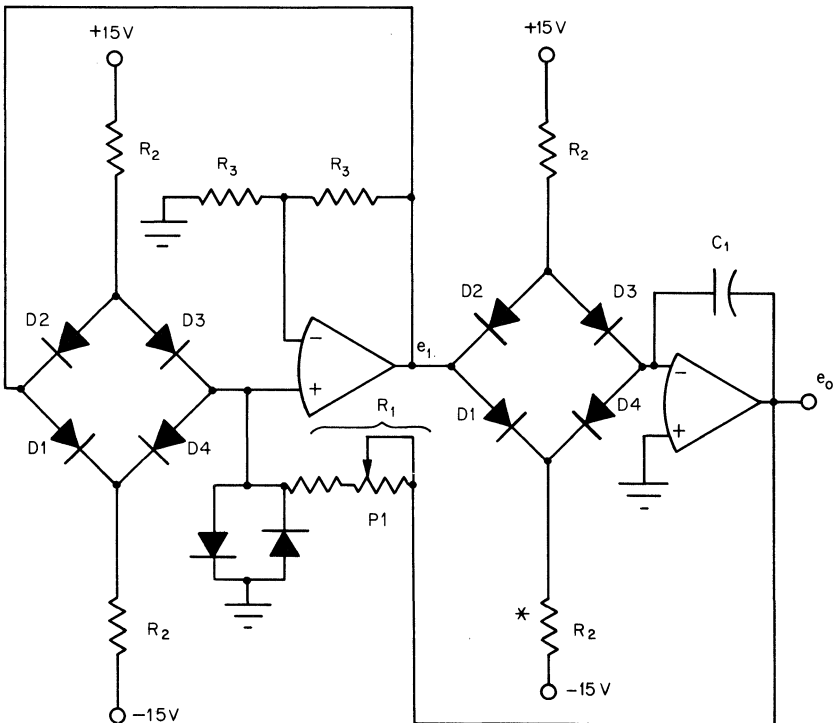 +15V
+15V
R2
R2
R3
R3
C1
D2
D3
D2
D3
−
e1.
−
e0
+
D1
D4
R1
D1
D4
+
P1
R2
* R2
−15V
−15V